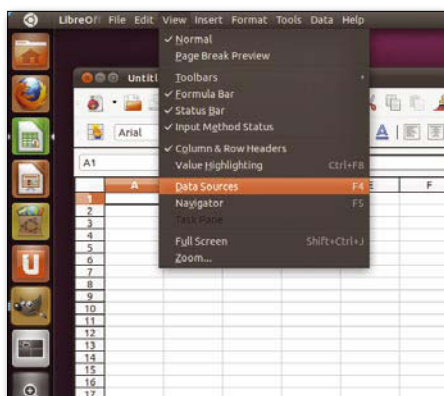 LibreOffi File Edit View Insert Format Tools Data Help
✓ Normal
Page Break Preview
Untitl
Toolbars
✓ Formula Bar
✓ Status Bar
✓ Input Method Status
Arial
✓ Column & Row Headers
A1
Value Highlighting Ctrl+F8
A Data Sources F4 E F
1
Navigator F5
2
Task Pane
3
4
Full Screen Shift+Ctrl+J
5
Zoom...
6
7
8
9
10
11
12
13
14
15
16
17